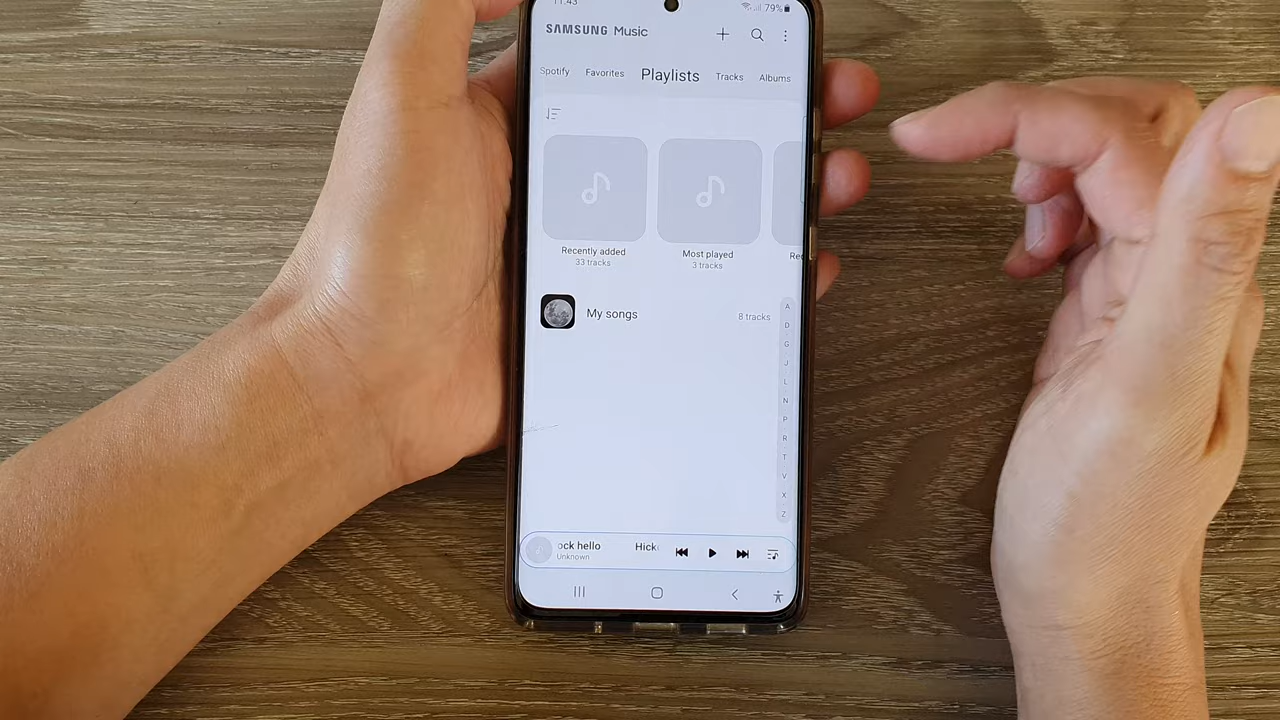 11:43 79%
SAMSUNG Music
Spotify Favorites Playlists Tracks Albums
Recently added Most played Re
33 tracks 3 tracks
My songs 8 tracks
A
D
G
J
L
N
P
R
T
V
X
Z
ock hello Hick
Unknown